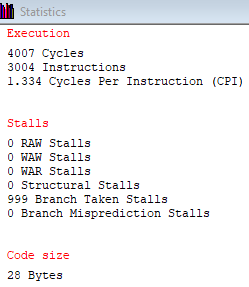 Statistics
Execution
4007 Cycles
3004 Instructions
1.334 Cycles Per Instruction (CPI)
Stalls
0 RAW Stalls
0 WAW Stalls
0 WAR Stalls
0 Structural Stalls
999 Branch Taken Stalls
0 Branch Misprediction Stalls
Code size
28 Bytes